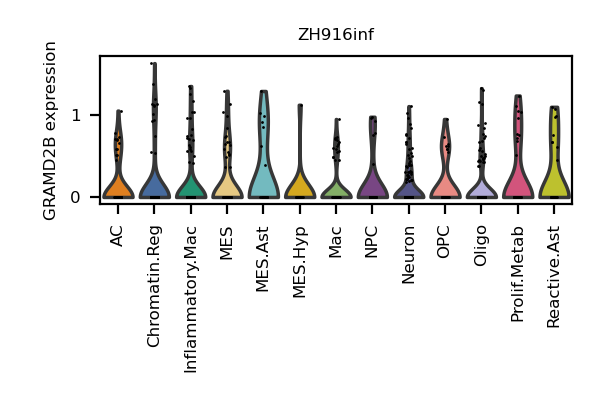 ZH916inf
GRAMD2B expression
1
0
AC
Chromatin.Reg
Inflammatory.Mac
MES
MES.Ast
MES.Hyp
Mac
NPC
Neuron
OPC
Oligo
Prolif.Metab
Reactive.Ast